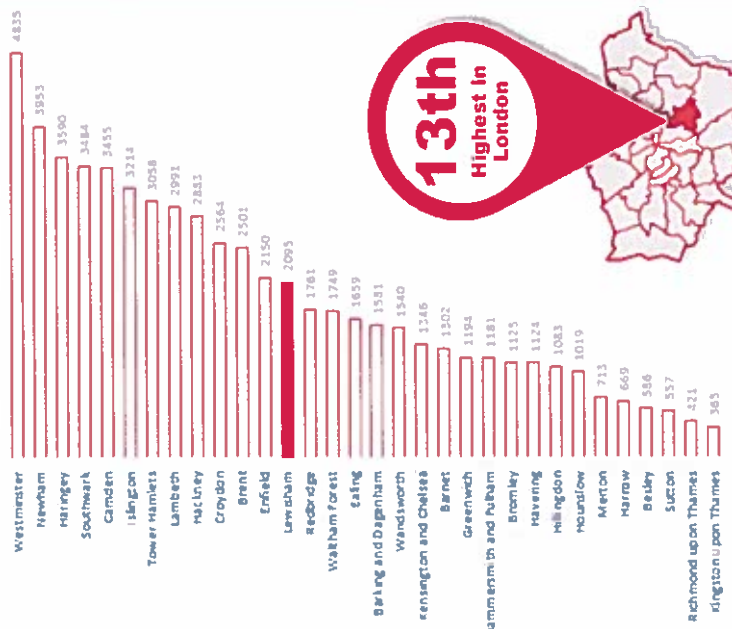 4835
3953
3590
3484
3455
3214
3058
2991
2883
2564
2501
2150
2095
1761
1749
1659
1581
1540
1346
1302
1194
1181
1125
1124
1083
1019
713
669
586
557
421
365
13th
Highest in
London
Westminster
Newham
Haringey
Southwark
Camden
Islington
Tower Hamlets
Lambeth
Hackney
Croydon
Brent
Enfield
Lewisham
Redbridge
Waltham Forest
Ealing
Barking and Dagenham
Wandsworth
Kensington and Chelsea
Barnet
Greenwich
ammersmith and Fulham
Bromley
Havering
Hillingdon
Hounslow
Merton
Harrow
Bexley
Sutton
Richmond upon Thames
Kingston upon Thames